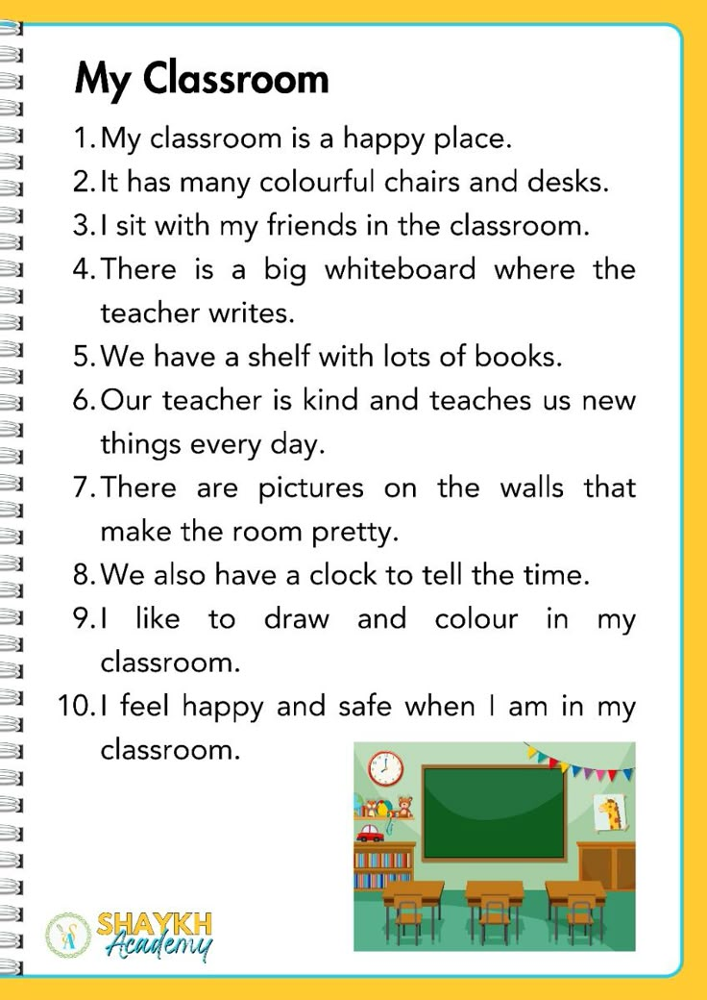 My Classroom
1. My classroom is a happy place.
2. It has many colourful chairs and desks.
3. I sit with my friends in the classroom.
4. There is a big whiteboard where the
teacher writes.
5. We have a shelf with lots of books.
6. Our teacher is kind and teaches us new
things every day.
7. There are pictures on the walls that
make the room pretty.
8. We also have a clock to tell the time.
9. I like to draw and colour in my
classroom.
10. I feel happy and safe when I am in my
classroom.
SHAYKH
Academy